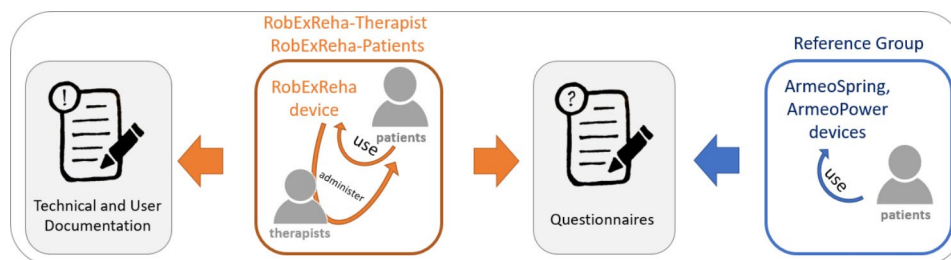 RobExReha-Therapist
RobExReha-Patients
Reference Group
!
Technical and User
Documentation
RobExReha
device
patients
use
administer
therapists
?
Questionnaires
ArmeoSpring,
ArmeoPower
devices
use
patients